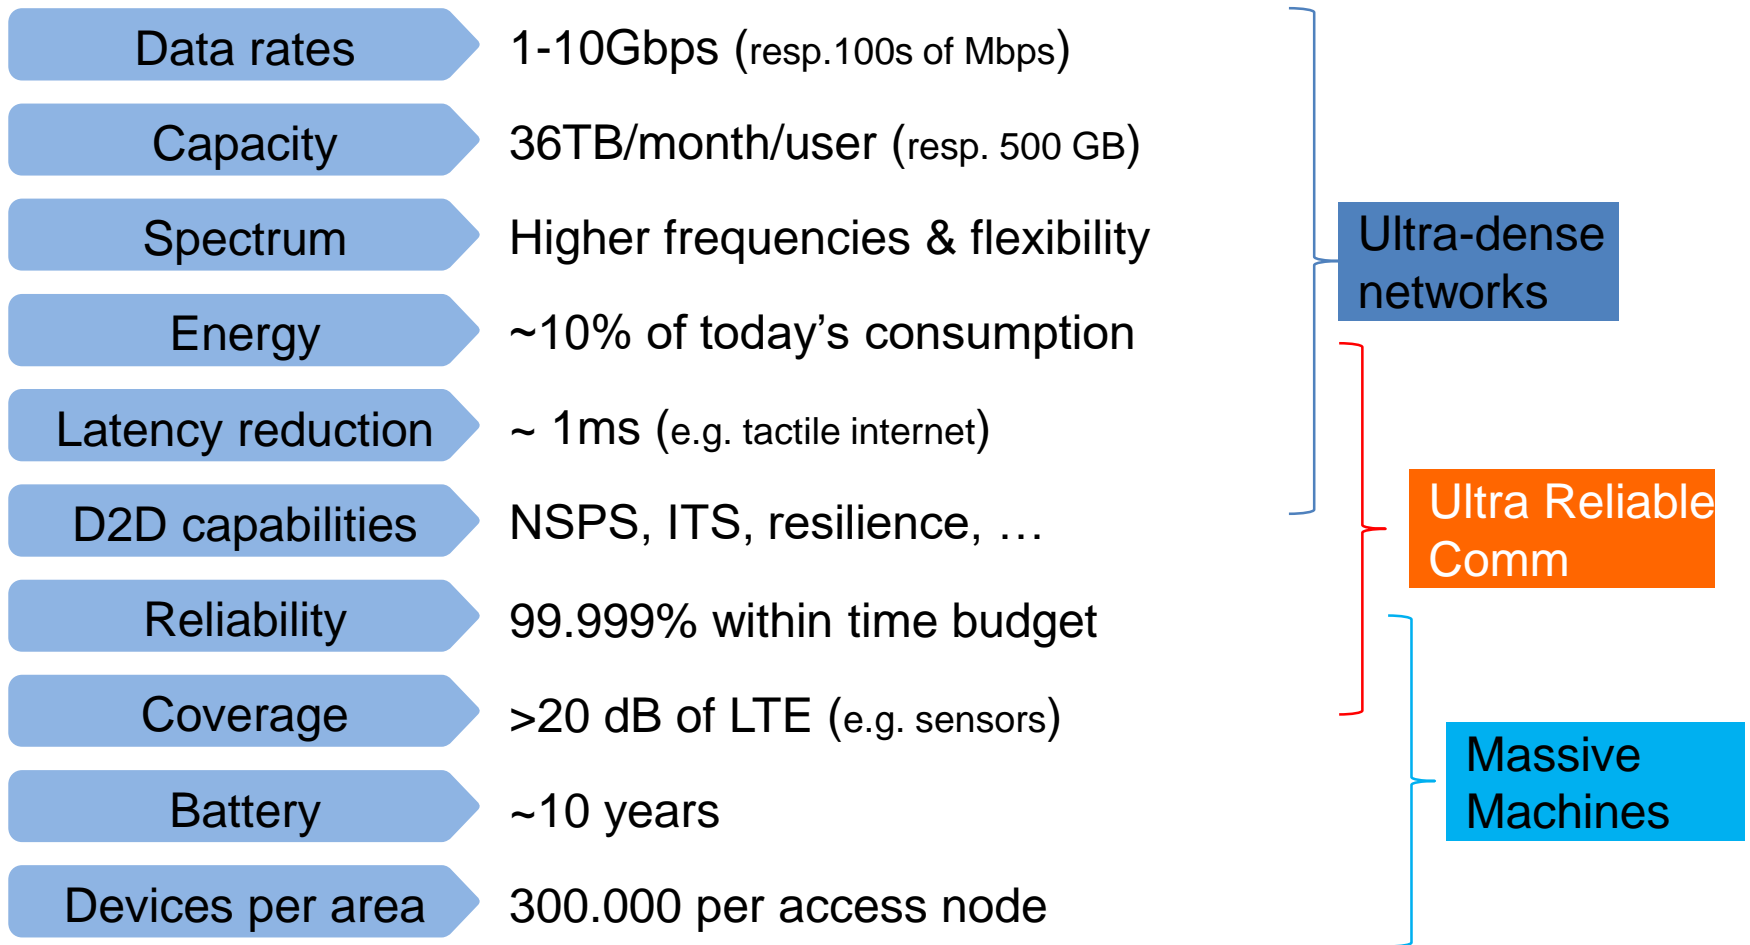 Data rates
1-10Gbps (resp.100s of Mbps)
Capacity
36TB/month/user (resp. 500 GB)
Spectrum
Higher frequencies & flexibility
Ultra-dense
networks
Energy
~10% of today’s consumption
Latency reduction
~ 1ms (e.g. tactile internet)
D2D capabilities
NSPS, ITS, resilience, …
Ultra Reliable
Comm
Reliability
99.999% within time budget
Coverage
>20 dB of LTE (e.g. sensors)
Massive
Machines
Battery
~10 years
Devices per area
300.000 per access node